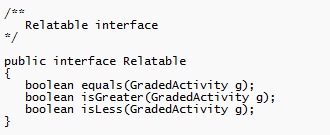 /**
   Relatable interface
*/
public interface Relatable
{
   boolean equals(GradedActivity g);
   boolean isGreater(GradedActivity g);
   boolean isLess(GradedActivity g);
}